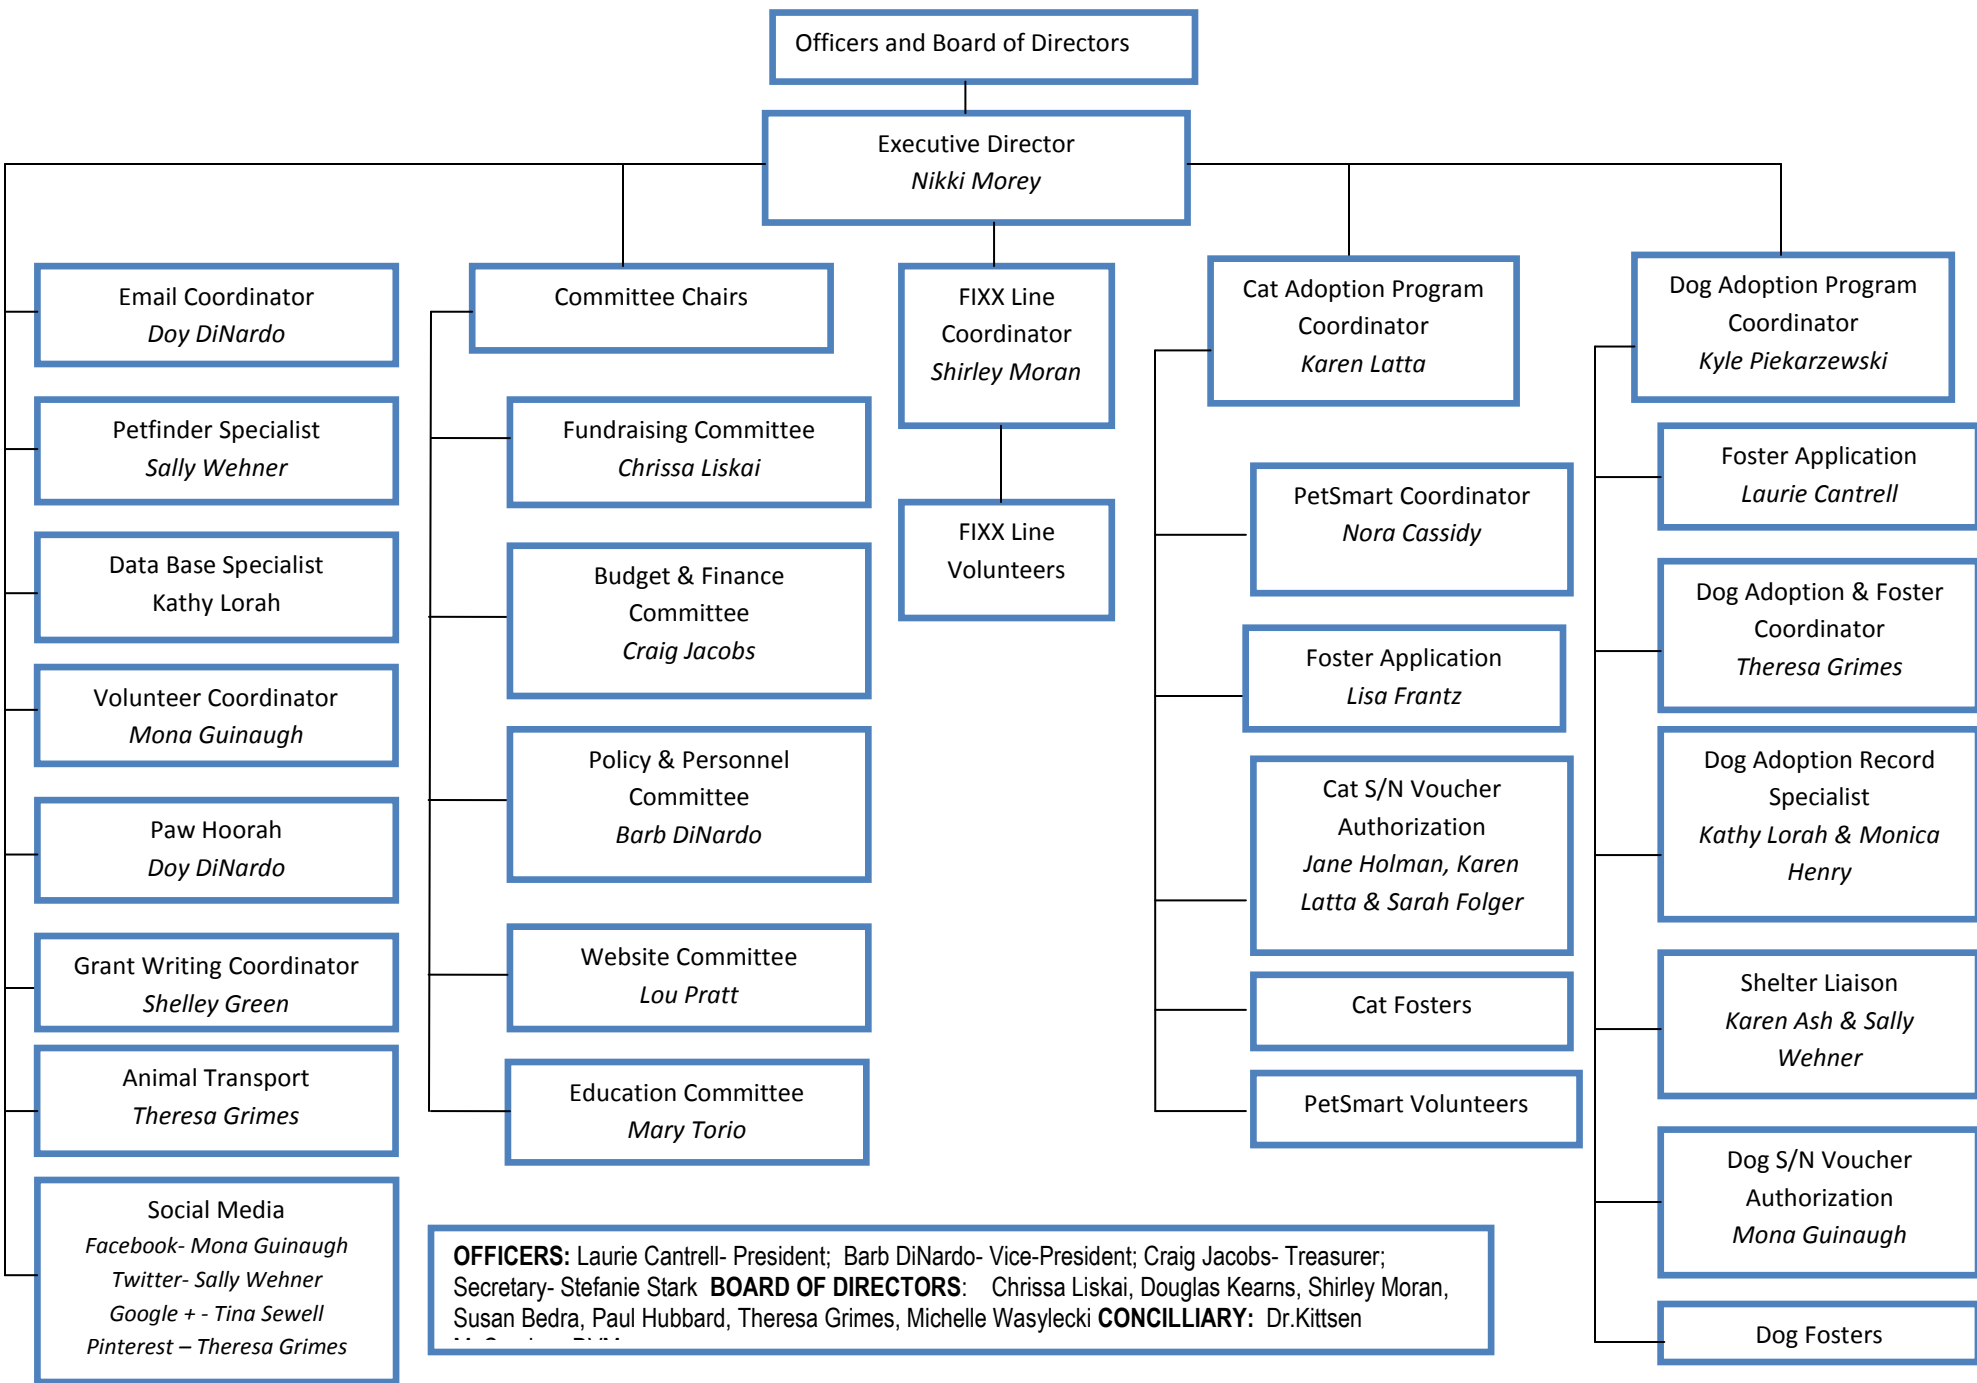 Officers and Board of Directors
Executive Director
Nikki Morey
Email Coordinator
Doy DiNardo
Petfinder Specialist
Sally Wehner
Data Base Specialist
Kathy Lorah
Volunteer Coordinator
Mona Guinaugh
Paw Hoorah
Doy DiNardo
Grant Writing Coordinator
Shelley Green
Animal Transport
Theresa Grimes
Social Media
Facebook- Mona Guinaugh
Twitter- Sally Wehner
Google + - Tina Sewell
Pinterest – Theresa Grimes
Committee Chairs
Fundraising Committee
Chrissa Liskai
Budget & Finance
Committee
Craig Jacobs
Policy & Personnel
Committee
Barb DiNardo
Website Committee
Lou Pratt
Education Committee
Mary Torio
FIXX Line
Coordinator
Shirley Moran
FIXX Line
Volunteers
Cat Adoption Program
Coordinator
Karen Latta
PetSmart Coordinator
Nora Cassidy
Foster Application
Lisa Frantz
Cat S/N Voucher
Authorization
Jane Holman, Karen
Latta & Sarah Folger
Cat Fosters
PetSmart Volunteers
Dog Adoption Program
Coordinator
Kyle Piekarzewski
Foster Application
Laurie Cantrell
Dog Adoption & Foster
Coordinator
Theresa Grimes
Dog Adoption Record
Specialist
Kathy Lorah & Monica
Henry
Shelter Liaison
Karen Ash & Sally
Wehner
Dog S/N Voucher
Authorization
Mona Guinaugh
Dog Fosters
OFFICERS: Laurie Cantrell- President; Barb DiNardo- Vice-President; Craig Jacobs- Treasurer;
Secretary- Stefanie Stark BOARD OF DIRECTORS: Chrissa Liskai, Douglas Kearns, Shirley Moran,
Susan Bedra, Paul Hubbard, Theresa Grimes, Michelle Wasylecki CONCILLIARY: Dr.Kittsen